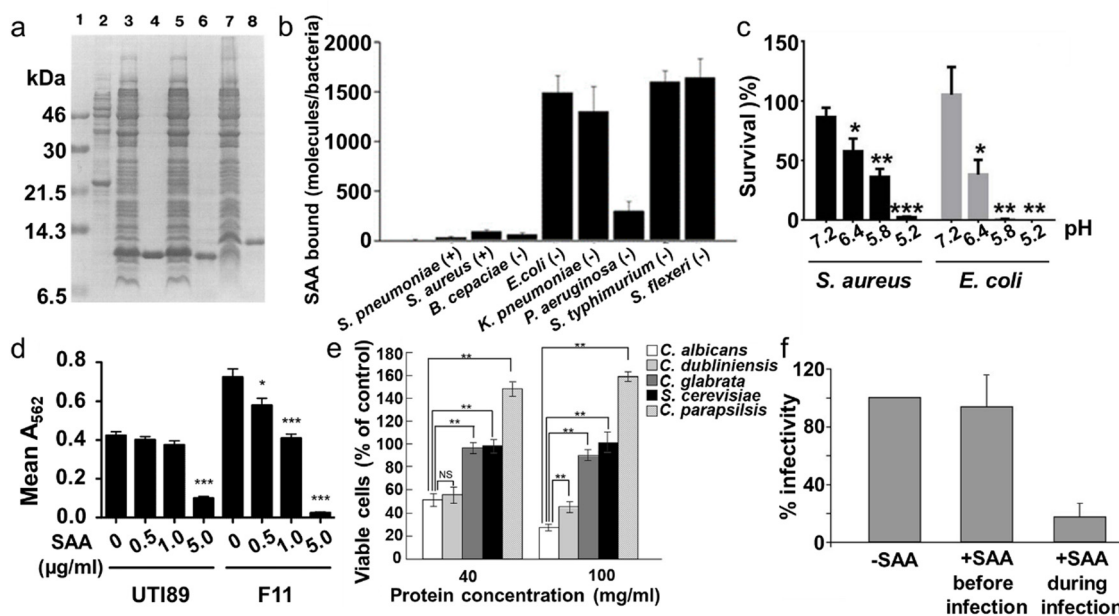 a
1 2 3 4 5 6 7 8
kDa
46
30
21.5
14.3
6.5
b
SAA bound (molecules/bacteria)
2000
1500
1000
500
0
S. pneumoniae (+)
S. aureus (+)
B. cepaciae (-)
E.coli (-)
K. pneumoniae (-)
P. aeruginosa (-)
S. typhimurium (-)
S. flexeri (-)
c
Survival )%)
150
100
50
0
* ** *** * ** **
7.2 6.4 5.8 5.2 7.2 6.4 5.8 5.2 pH
S. aureus E. coli
d
Mean A562
0.8
0.6
0.4
0.2
0.0
*** * *** ***
SAA 0 0.5 1.0 5.0 0 0.5 1.0 5.0
(µg/ml)
UTI89 F11
e
Viable cells (% of control)
180
160
140
120
100
80
60
40
20
0
** ** ** NS ** ** ** **
C. albicans
C. dubliniensis
C. glabrata
S. cerevisiae
C. parapsilsis
40 100
Protein concentration (mg/ml)
f
% infectivity
120
80
40
0
-SAA
+SAA
before
infection
+SAA
during
infection